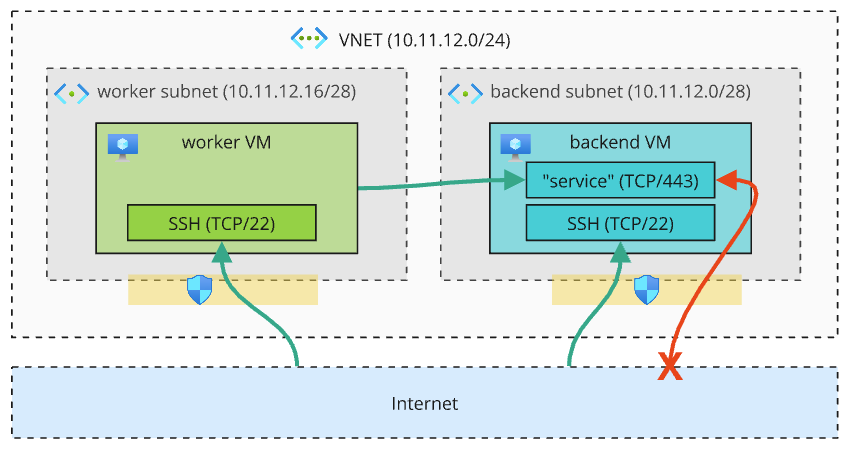 VNET (10.11.12.0/24)
worker subnet (10.11.12.16/28)
worker VM
SSH (TCP/22)
backend subnet (10.11.12.0/28)
backend VM
"service" (TCP/443)
SSH (TCP/22)
X
Internet